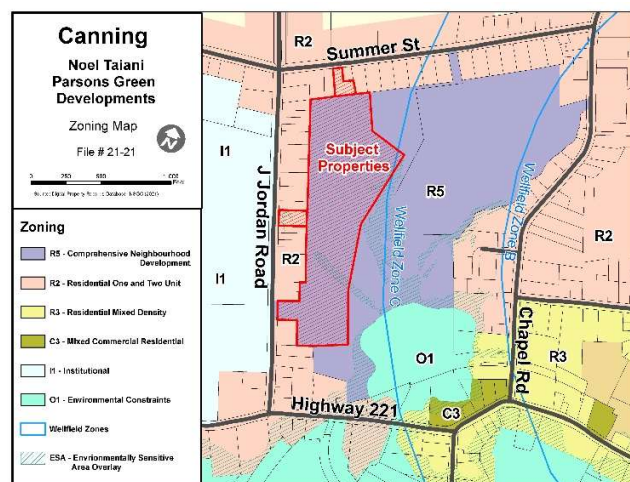 Canning
Noel Taiani
Parsons Green
Developments
Zoning Map
File # 21-21
Zoning
R5 - Comprehensive Neighbourhood
Development
R2 - Residential One and Two Unit
R3 - Residential Mixed Density
C3 - Mixed Commercial Residential
I1 - Institutional
O1 - Environmental Constraints
Wellfield Zones
ESA - Environmentally Sensitive
Area Overlay
R2
Summer St
I1
Subject
Properties
J Jordan Road
R5
Wellfield Zone C
Wellfield Zone B
R2
I1
R2
Chapel Rd
O1
R3
Highway 221
C3